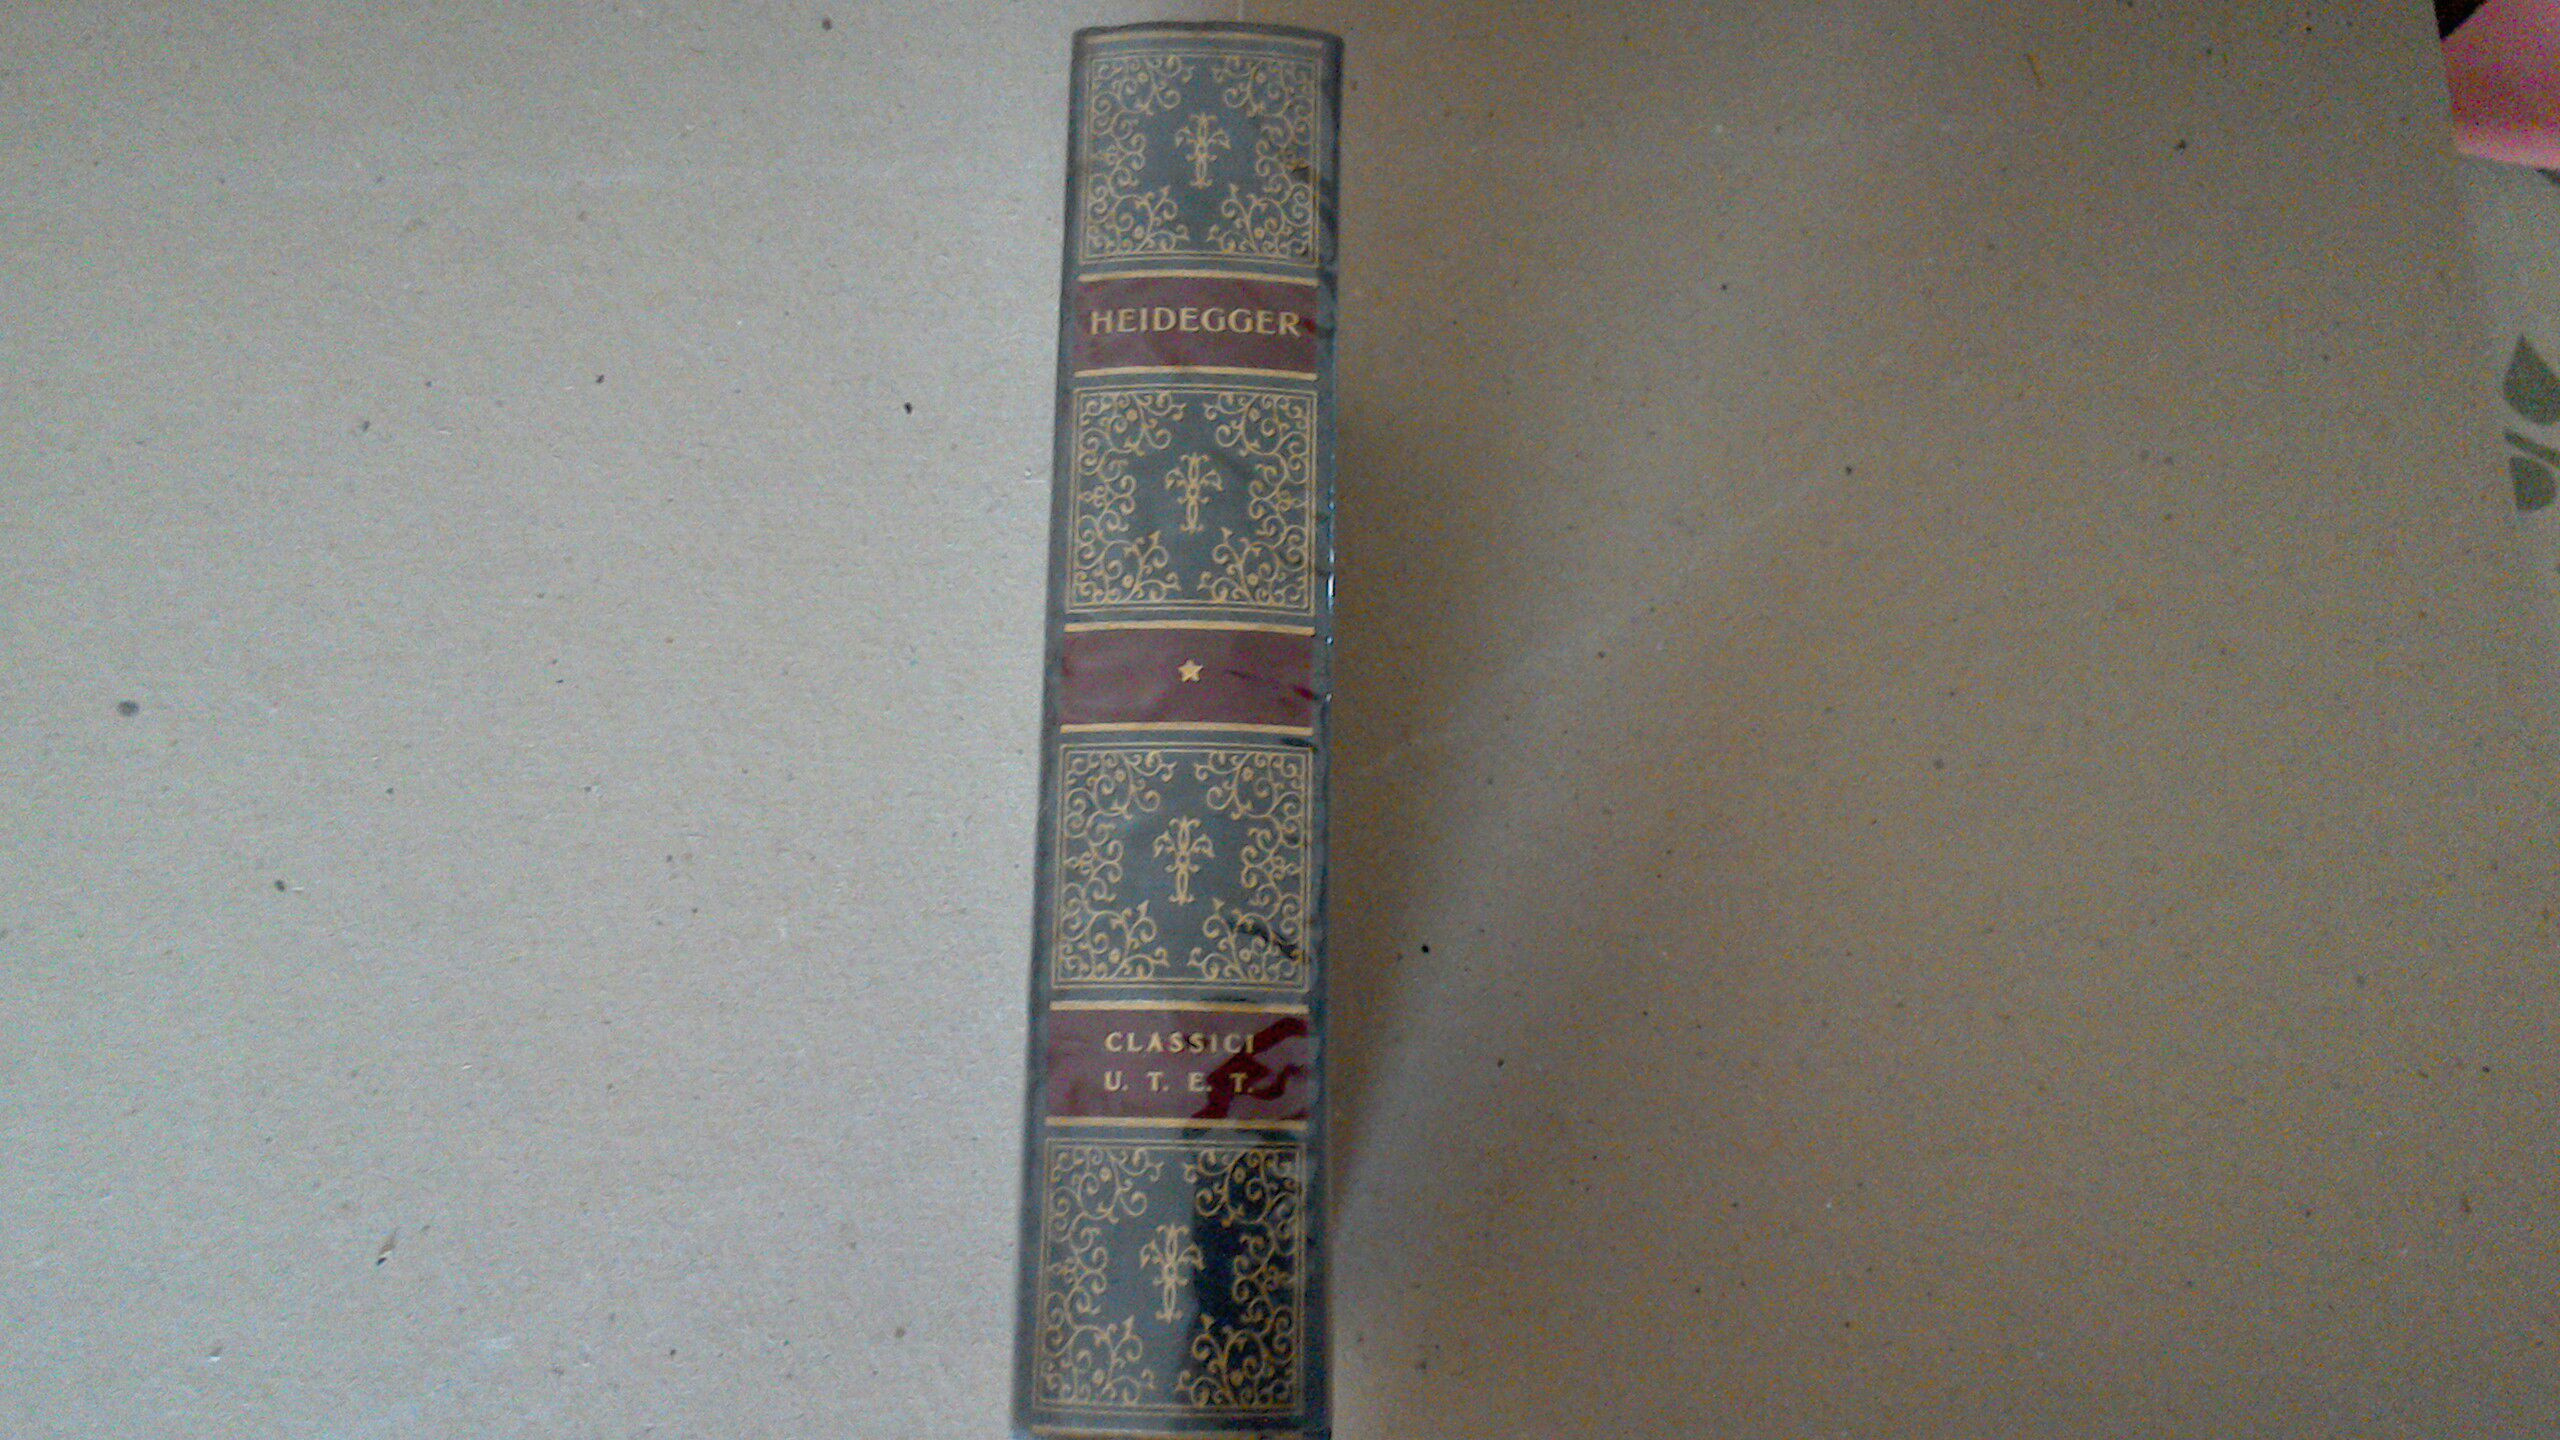 HEIDEGGER
CLASSICI
U. T. E. T.